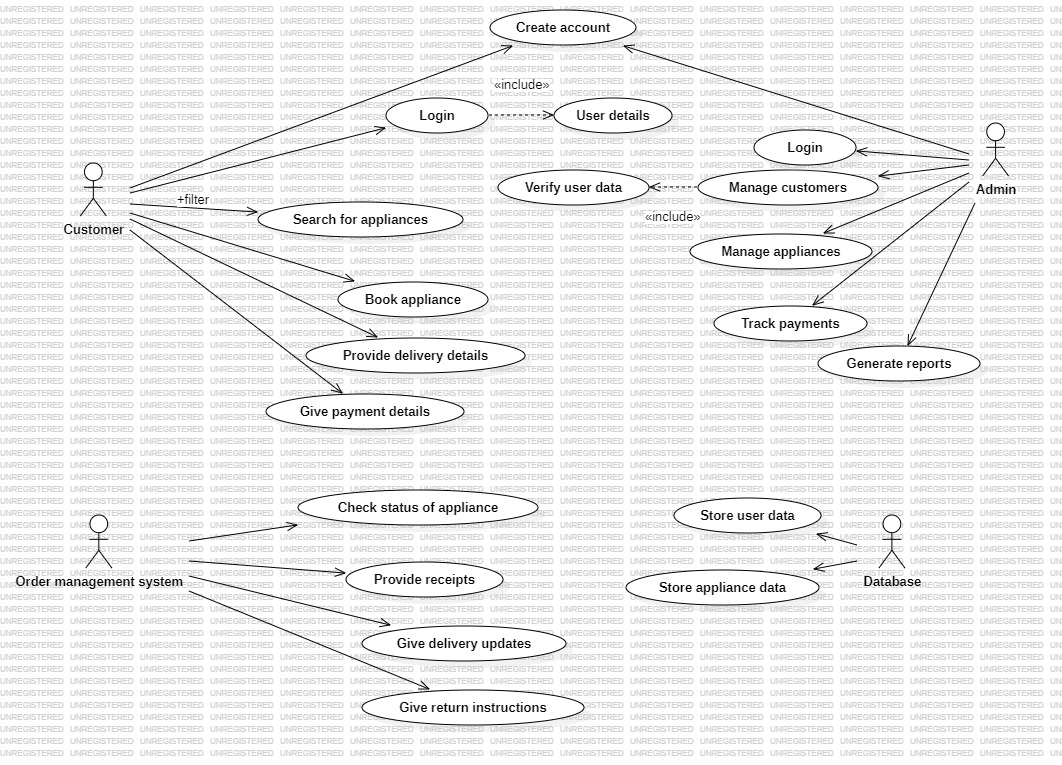 Create account
«include»
Login
User details
Login
Verify user data
Manage customers
Admin
+filter
Search for appliances
«include»
Customer
Manage appliances
Book appliance
Track payments
Provide delivery details
Generate reports
Give payment details
Check status of appliance
Store user data
Order management system
Provide receipts
Store appliance data
Database
Give delivery updates
Give return instructions
UNREGISTERED